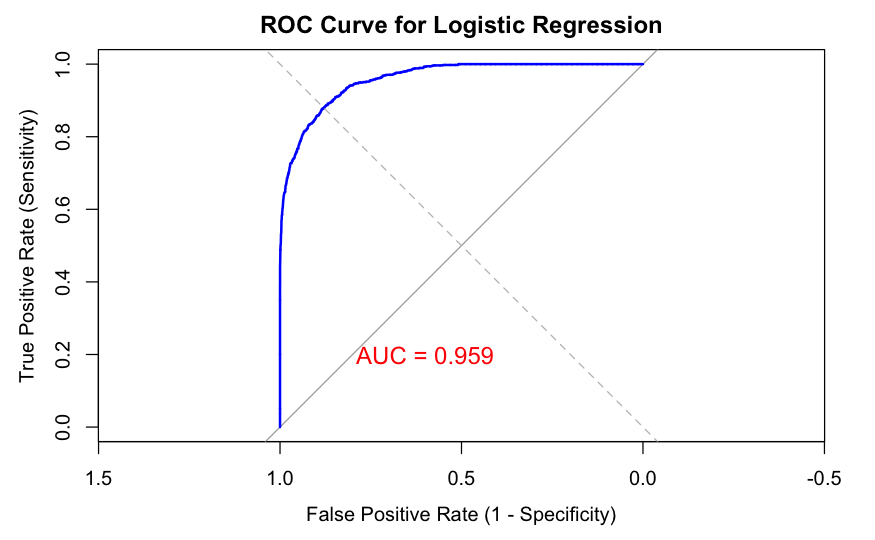 ROC Curve for Logistic Regression
True Positive Rate (Sensitivity)
1.0
0.8
0.6
0.4
0.2
0.0
AUC = 0.959
1.5 1.0 0.5 0.0 -0.5
False Positive Rate (1 - Specificity)